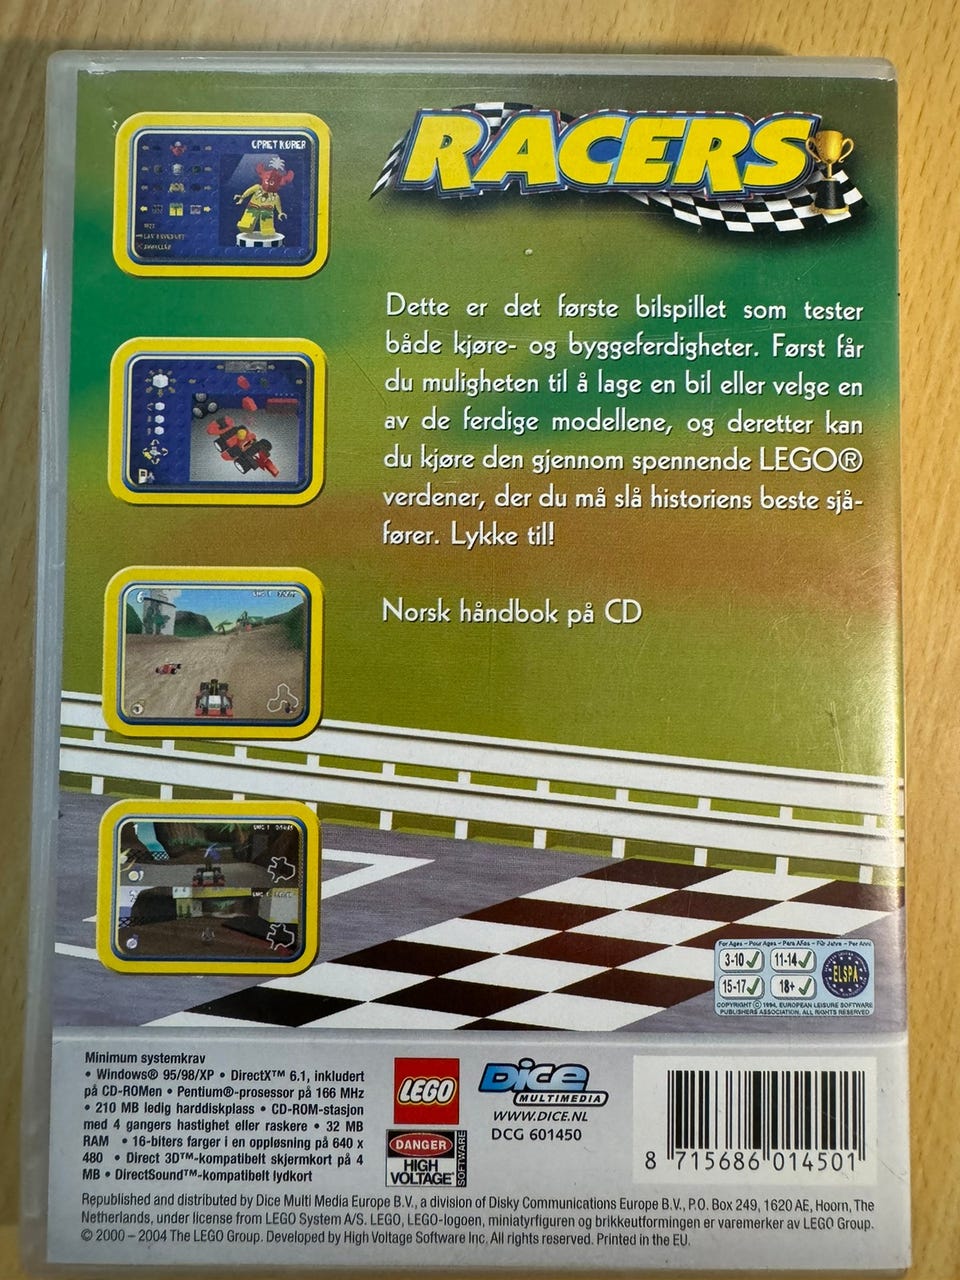 OPRET KØRER
RACERS
Dette er det første bilspillet som tester
både kjøre- og byggeferdigheter. Først får
du muligheten til å lage en bil eller velge en
av de ferdige modellene, og deretter kan
du kjøre den gjennom spennende LEGO®
verdener, der du må slå historiens beste sjå-
fører. Lykke til!
Norsk håndbok på CD
For Ages – Pour Ages – Para Años – Für Jahre – Per Anni
3-10 11-14
15-17 18+
ELSPA
COPYRIGHT © 1994, EUROPEAN LEISURE SOFTWARE
PUBLISHERS ASSOCIATION, ALL RIGHTS RESERVED
Minimum systemkrav
• Windows® 95/98/XP • DirectX™ 6.1, inkludert
på CD-ROMen • Pentium®-prosessor på 166 MHz
• 210 MB ledig harddiskplass • CD-ROM-stasjon
med 4 gangers hastighet eller raskere • 32 MB
RAM • 16-biters farger i en oppløsning på 640 x
480 • Direct 3D™-kompatibelt skjermkort på 4
MB • DirectSound™-kompatibelt lydkort
LEGO
DANGER
HIGH
VOLTAGE
SOFTWARE
Dice
MULTIMEDIA
WWW.DICE.NL
DCG 601450
8 715686 014501
Republished and distributed by Dice Multi Media Europe B.V., a division of Disky Communications Europe B.V., P.O. Box 249, 1620 AE, Hoorn, The
Netherlands, under license from LEGO System A/S. LEGO, LEGO-logoen, miniatyrfiguren og brikkeutformingen er varemerker av LEGO Group.
© 2000 – 2004 The LEGO Group. Developed by High Voltage Software Inc. All rights reserved. Printed in the EU.